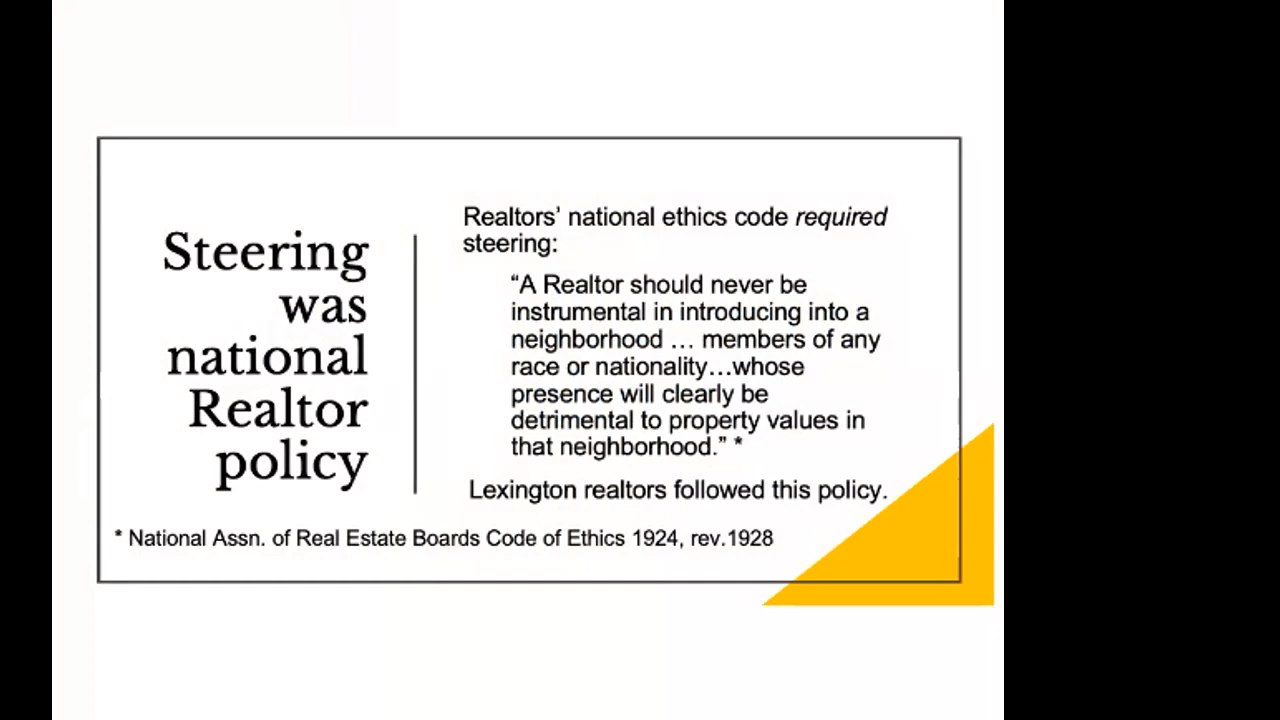 Steering
was
national
Realtor
policy
Realtors’ national ethics code required
steering:
“A Realtor should never be
instrumental in introducing into a
neighborhood … members of any
race or nationality…whose
presence will clearly be
detrimental to property values in
that neighborhood.” *
Lexington realtors followed this policy.
* National Assn. of Real Estate Boards Code of Ethics 1924, rev.1928